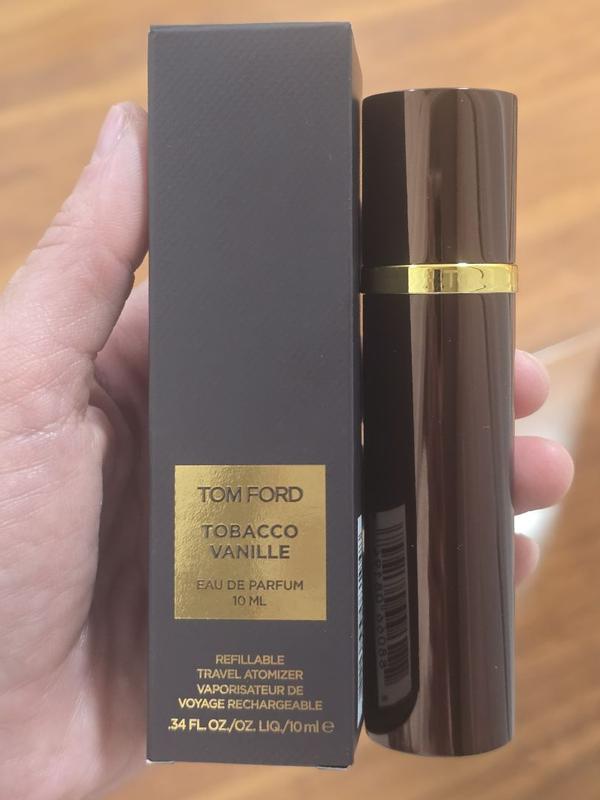 TOM FORD
TOBACCO
VANILLE
EAU DE PARFUM
10 ML
REFILLABLE
TRAVEL ATOMIZER
VAPORISATEUR DE
VOYAGE RECHARGEABLE
.34 FL. OZ./OZ. LIQ./10 ml ℮